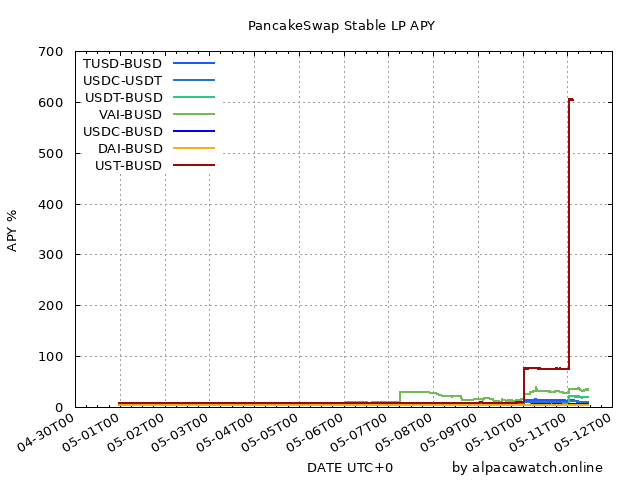 PancakeSwap Stable LP APY
700
600
500
400
300
200
100
0
APY %
TUSD-BUSD
USDC-USDT
USDT-BUSD
VAI-BUSD
USDC-BUSD
DAI-BUSD
UST-BUSD
04-30T00
05-01T00
05-02T00
05-03T00
05-04T00
05-05T00
05-06T00
05-07T00
05-08T00
05-09T00
05-10T00
05-11T00
05-12T00
DATE UTC+0
by alpacawatch.online